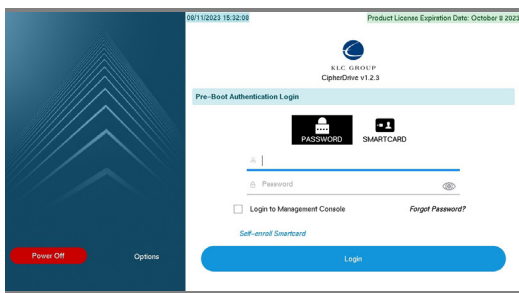 08/11/2023 15:32:08
Product License Expiration Date: October 8 2023
KLC GROUP
CipherDrive v1.2.3
Pre-Boot Authentication Login
PASSWORD
SMARTCARD
Password
Login to Management Console
Forgot Password?
Self-enroll Smartcard
Power Off
Options
Login